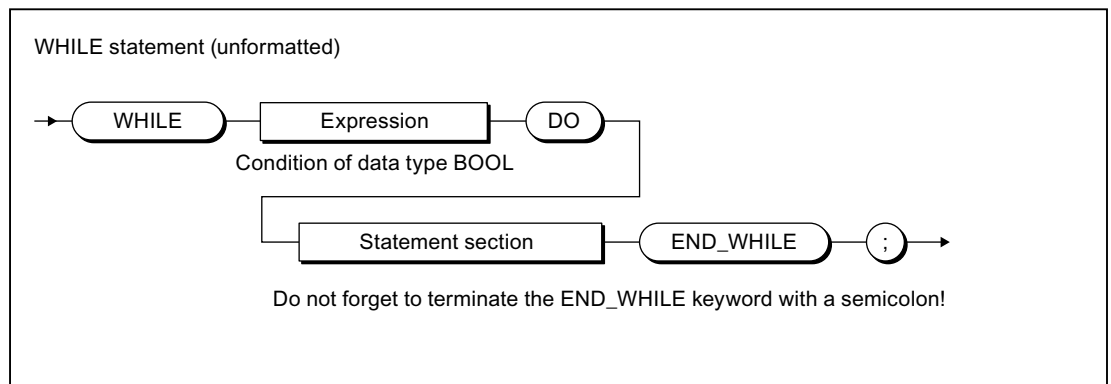 WHILE statement (unformatted)
WHILE Expression DO
Condition of data type BOOL
Statement section END_WHILE ;
Do not forget to terminate the END_WHILE keyword with a semicolon!